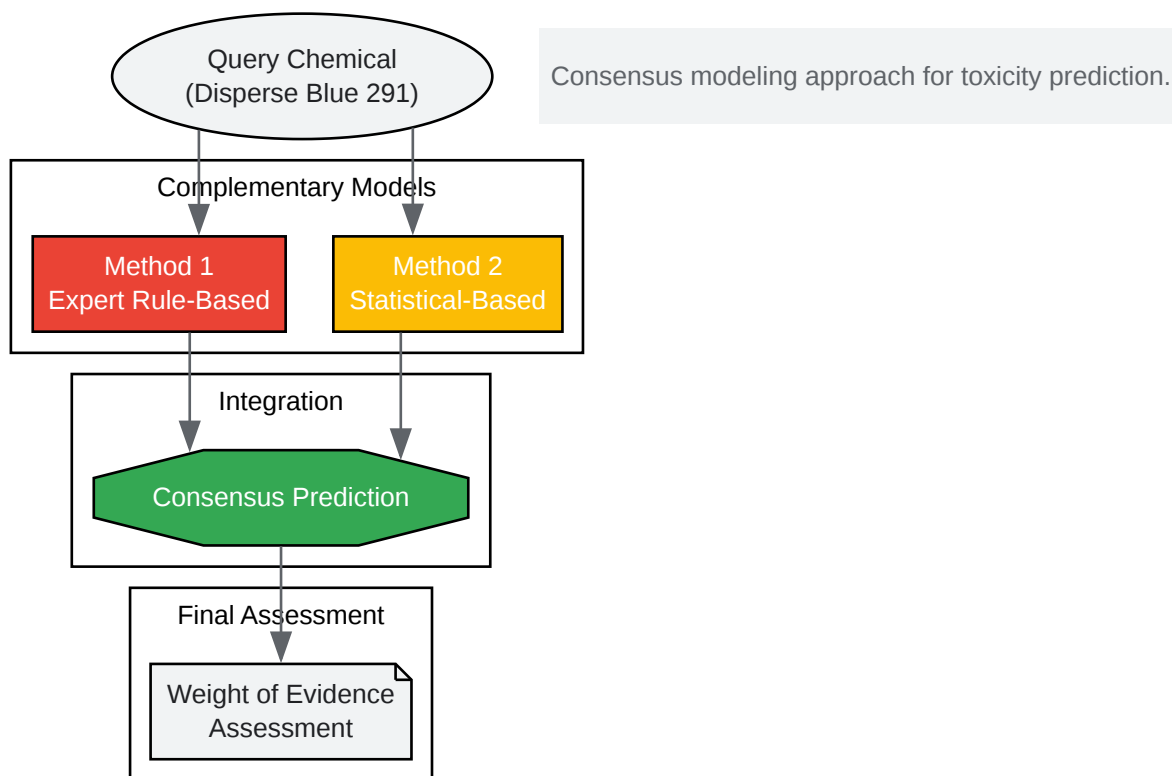 Query Chemical
(Disperse Blue 291)
Consensus modeling approach for toxicity prediction.
Complementary Models
Method 1
Expert Rule-Based
Method 2
Statistical-Based
Integration
Consensus Prediction
Final Assessment
Weight of Evidence
Assessment